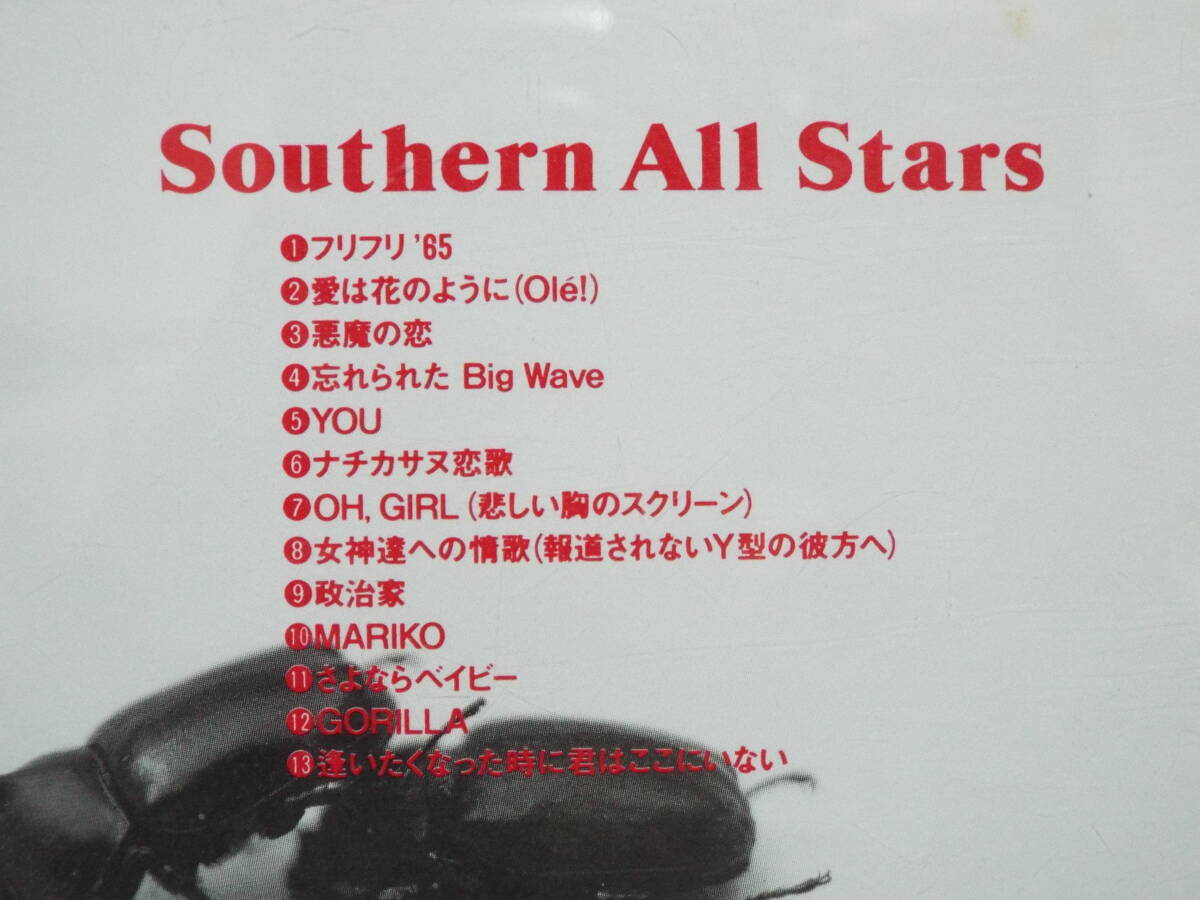 Southern All Stars
❶フリフリ '65
❷愛は花のように(Olé!)
❸悪魔の恋
❹忘れられた Big Wave
❺YOU
❻ナチカサヌ恋歌
❼OH, GIRL (悲しい胸のスクリーン)
❽女神達への情歌(報道されないY型の彼方へ)
❾政治家
❿MARIKO
⓫さよならベイビー
⓬GORILLA
⓭逢いたくなった時に君はここにいない